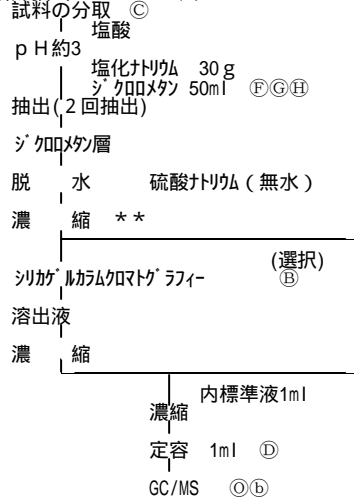 試料の分取 Ⓒ
塩酸
pH約3
塩化ナトリウム 30g
ジクロロメタン 50ml ⒻⒼⒽ
抽出(2回抽出)
ジクロロメタン層
脱 水 硫酸ナトリウム(無水)
濃 縮 **
(選択)
シリカゲルカラムクロマトグラフィー Ⓑ
溶出液
濃 縮
内標準液1ml
濃縮
定容 1ml Ⓓ
GC/MS Ⓞⓑ